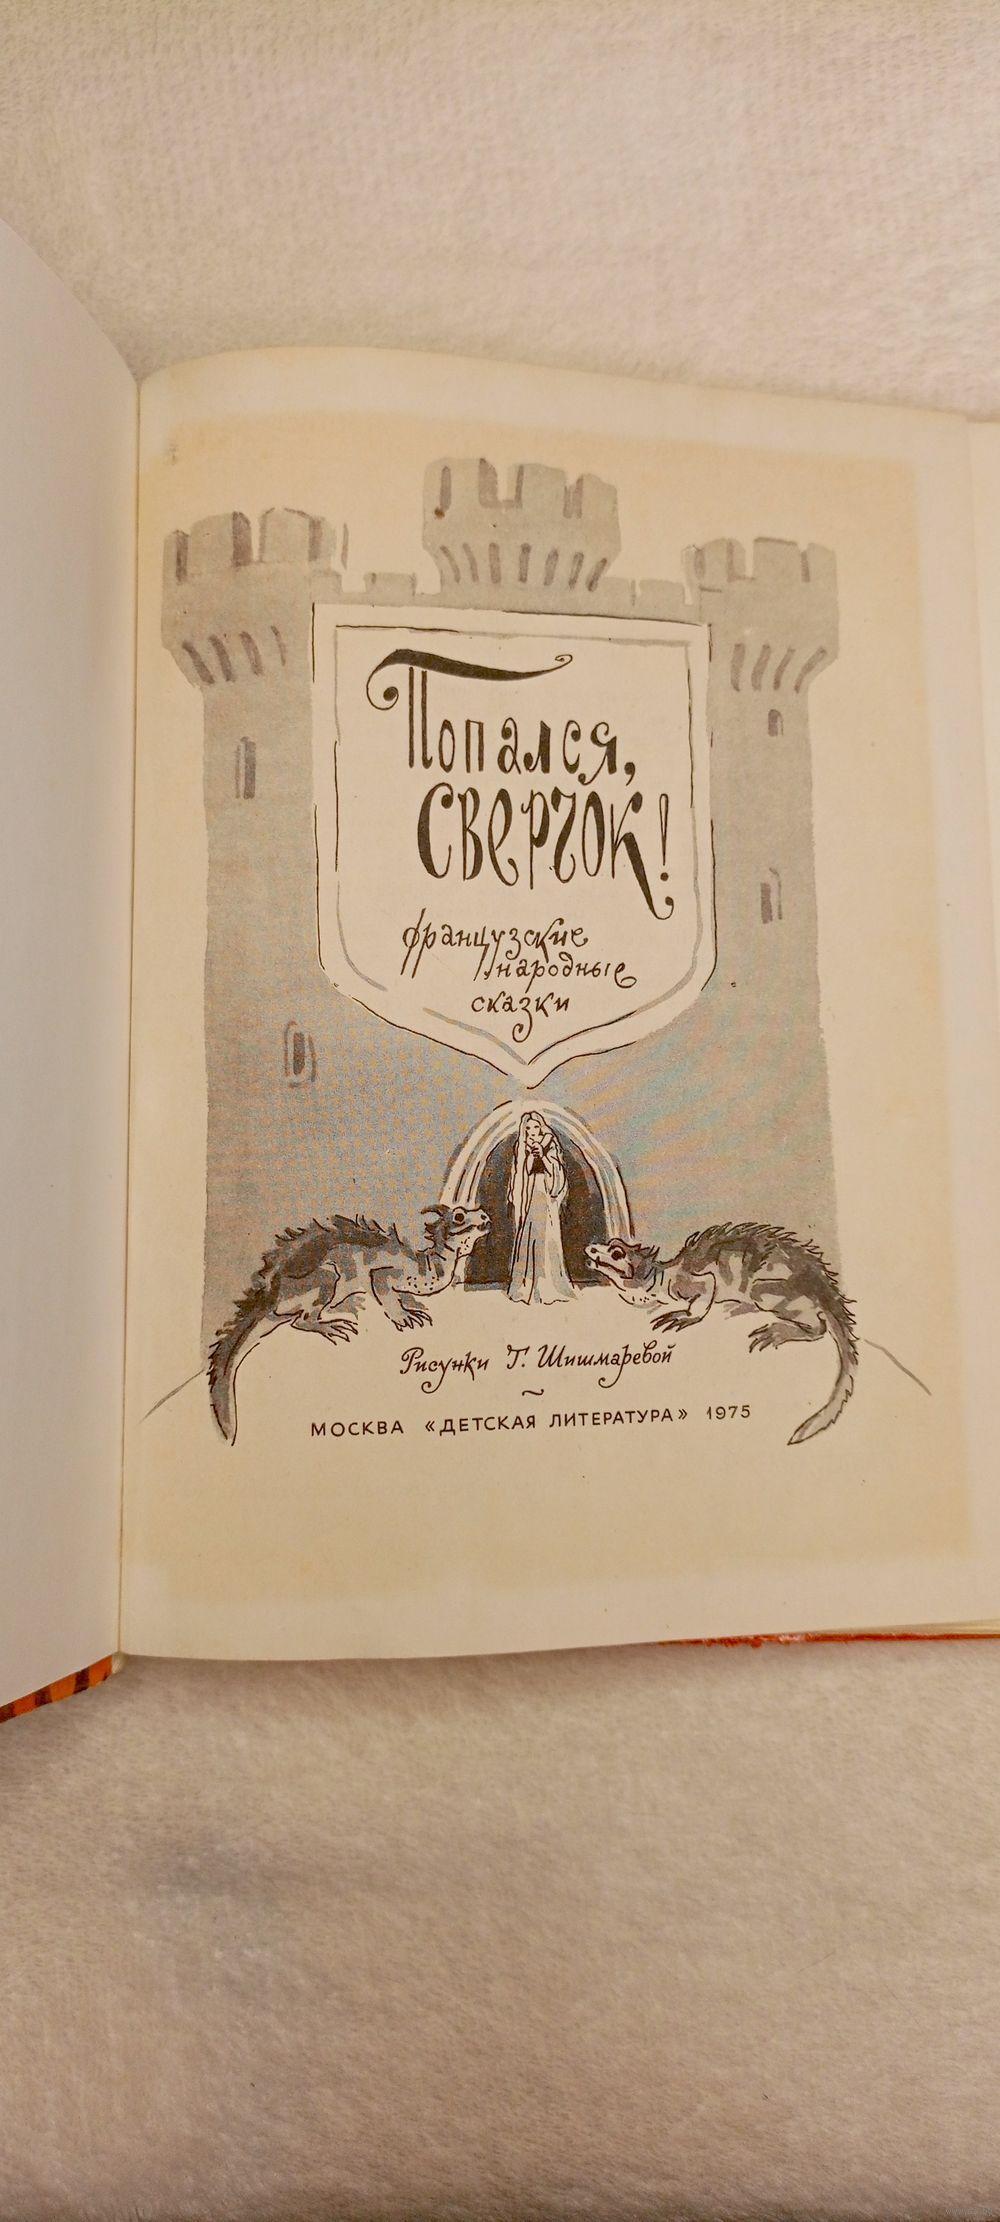 Попался,
сверчок!
французские
народные
сказки
Рисунки Т. Шишмаревой
~
МОСКВА «ДЕТСКАЯ ЛИТЕРАТУРА» 1975